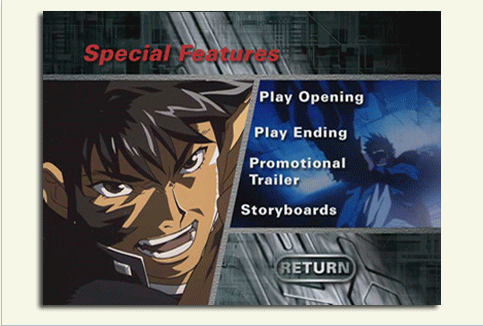 Special Features
Play Opening
Play Ending
Promotional
Trailer
Storyboards
RETURN